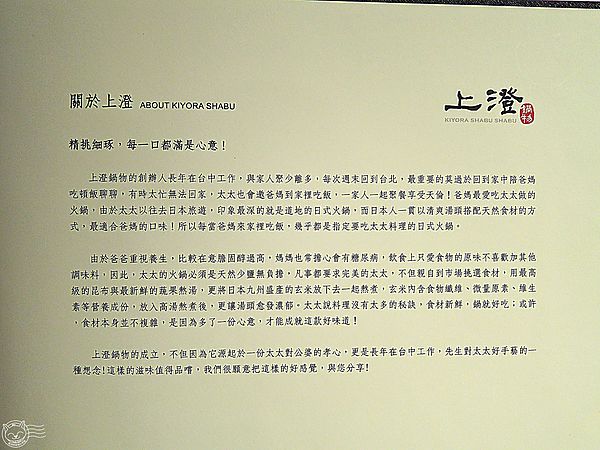 關於上澄 ABOUT KIYORA SHABU
上澄
鍋物
KIYORA SHABU SHABU
精挑細琢，每一口都滿是心意！
上澄鍋物的創辦人長年在台中工作，與家人聚少離多，每次週末回到台北，最重要的莫過於回到家中陪爸媽
吃頓飯聊聊，有時太忙無法回家，太太也會邀爸媽到家裡吃飯，一家人一起聚餐享受天倫！爸媽最愛吃太太做的
火鍋，由於太太以往去日本旅遊，印象最深的就是道地的日式火鍋，而日本人一貫以清爽湯頭搭配天然食材的方
式，最適合爸媽的口味！所以每當爸媽來家裡吃飯，幾乎都是指定要吃太太料理的日式火鍋。
由於爸爸重視養生，比較在意膽固醇過高，媽媽也常擔心會有糖尿病，飲食上只愛食物的原味不喜歡加其他
調味料，因此，太太的火鍋必須是天然少鹽無負擔，凡事都要求完美的太太，不但親自到市場挑選食材，用最高
級的昆布與最新鮮的蔬果熬湯，更將日本九州盛產的玄米放下去一起熬煮，玄米內含食物纖維、微量原素、維生
素等營養成份，放入高湯熬煮後，更讓湯頭愈發濃郁。太太說料理沒有太多的秘訣，食材新鮮，鍋就好吃；或許
，食材本身並不複雜，是因為多了一份心意，才能成就這款好味道！
上澄鍋物的成立，不但因為它源起於一份太太對公婆的孝心，更是長年在台中工作，先生對太太好手藝的一
種想念！這樣的滋味值得品嚐，我們很願意把這樣的好感覺，與您分享！